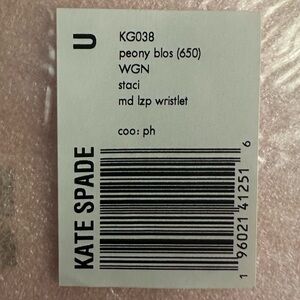 U
KG038
peony blos (650)
WGN
staci
md lzp wristlet
coo: ph
KATE SPADE
1 96021 41251 6